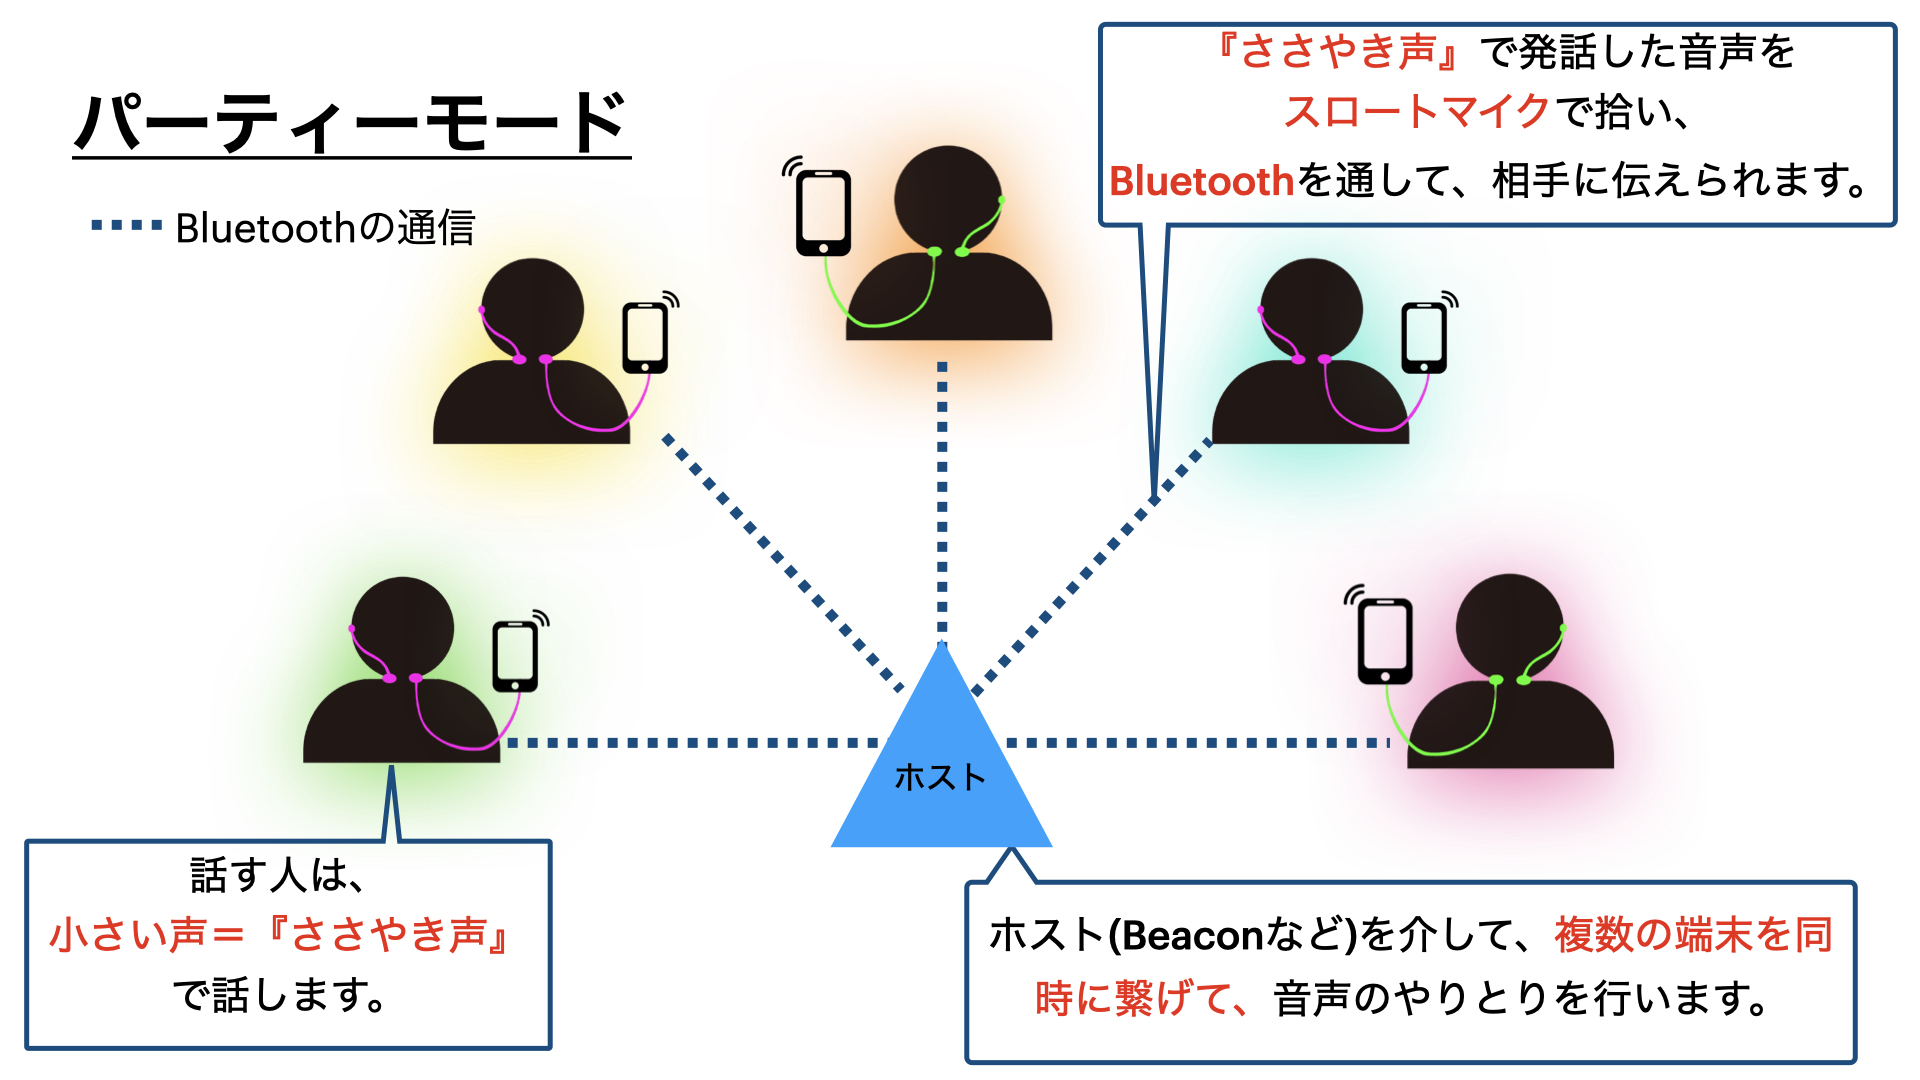 パーティーモード
Bluetoothの通信
『ささやき声』で発話した音声を
スロートマイクで拾い、
Bluetoothを通して、相手に伝えられます。
ホスト
話す人は、
小さい声＝『ささやき声』
で話します。
ホスト(Beaconなど)を介して、複数の端末を同
時に繋げて、音声のやりとりを行います。